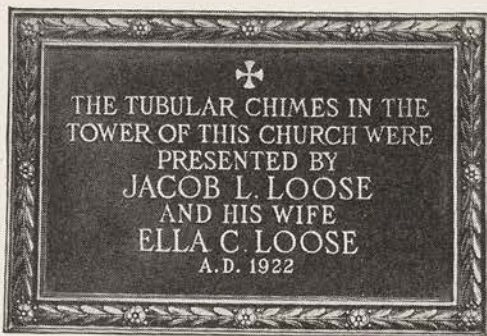 THE TUBULAR CHIMES IN THE
TOWER OF THIS CHURCH WERE
PRESENTED BY
JACOB L. LOOSE
AND HIS WIFE
ELLA C. LOOSE
A.D. 1922